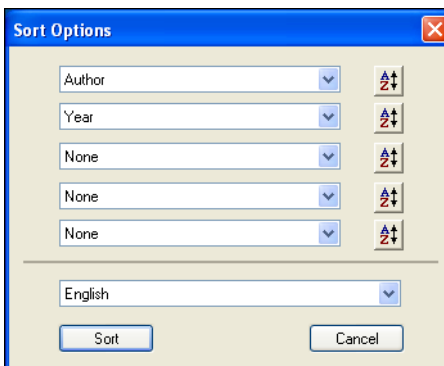 Sort Options
Author
Year
None
None
None
English
Sort Cancel